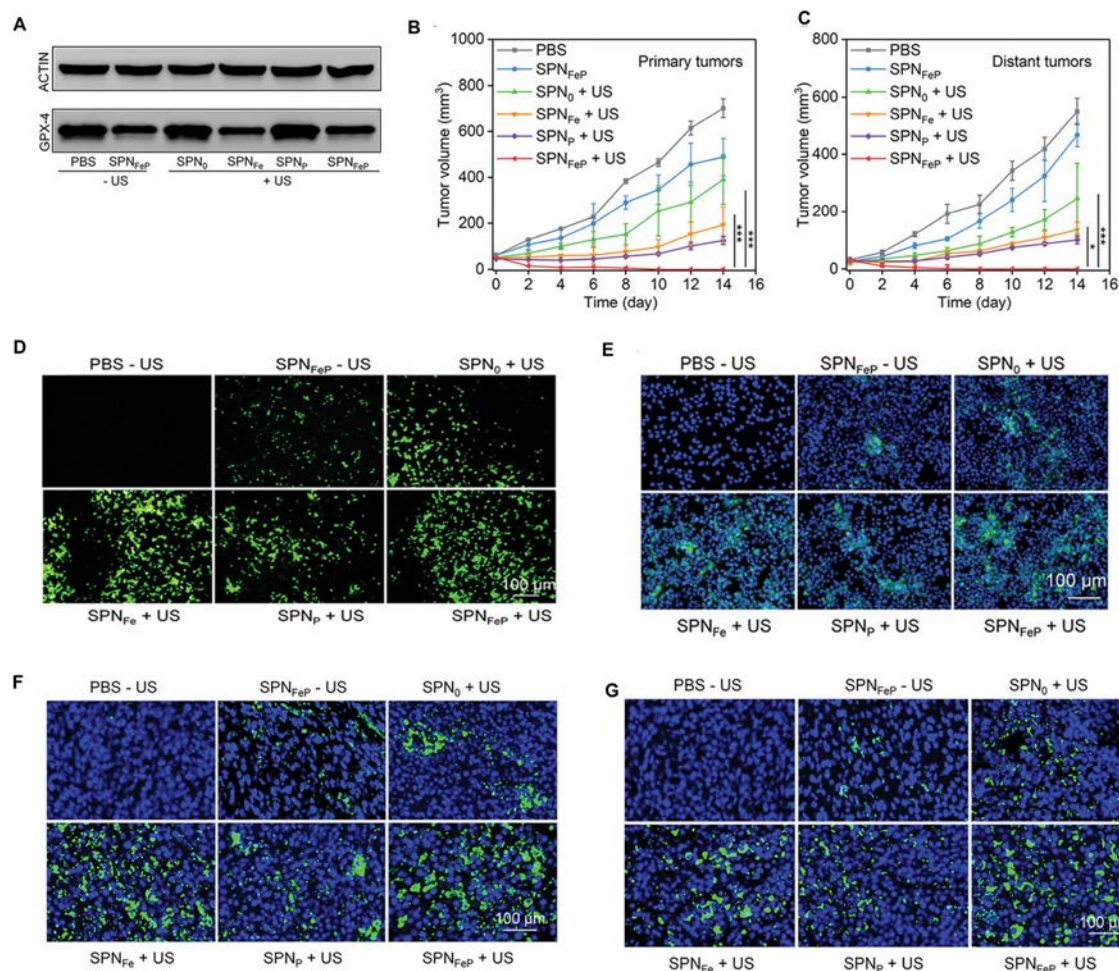 A
ACTIN
GPX-4
PBS SPNFeP SPN0 SPNFe SPNP SPNFeP
- US + US
B
1000
800
600
400
200
0
Tumor volume (mm³)
PBS
SPNFeP
SPN0 + US
SPNFe + US
SPNP + US
SPNFeP + US
Primary tumors
***
***
0 2 4 6 8 10 12 14 16
Time (day)
C
800
600
400
200
0
Tumor volume (mm³)
PBS
SPNFeP
SPN0 + US
SPNFe + US
SPNP + US
SPNFeP + US
Distant tumors
*
***
0 2 4 6 8 10 12 14 16
Time (day)
D
PBS - US SPNFeP - US SPN0 + US
100 µm
SPNFe + US SPNP + US SPNFeP + US
E
PBS - US SPNFeP - US SPN0 + US
100 µm
SPNFe + US SPNP + US SPNFeP + US
F
PBS - US SPNFeP - US SPN0 + US
100 µm
SPNFe + US SPNP + US SPNFeP + US
G
PBS - US SPNFeP - US SPN0 + US
100 µm
SPNFe + US SPNP + US SPNFeP + US